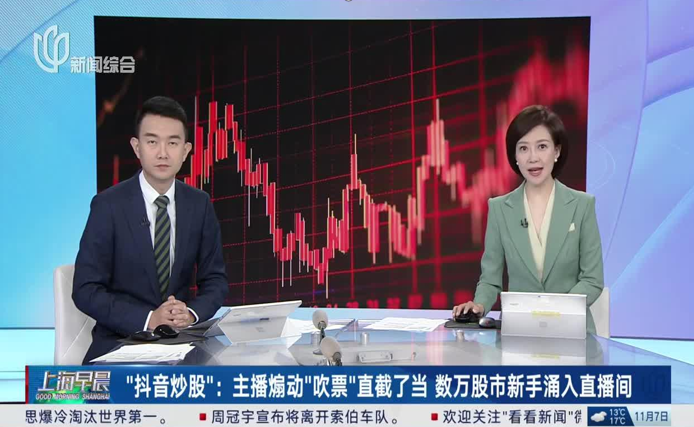 新闻综合
上海早晨
GOOD MORNING SHANGHAI
"抖音炒股"：主播煽动"吹票"直截了当 数万股市新手涌入直播间
思爆冷淘汰世界第一。 ■ 周冠宇宣布将离开索伯车队。 ■ 欢迎关注"看看新闻"微
13℃
17℃
11月7日